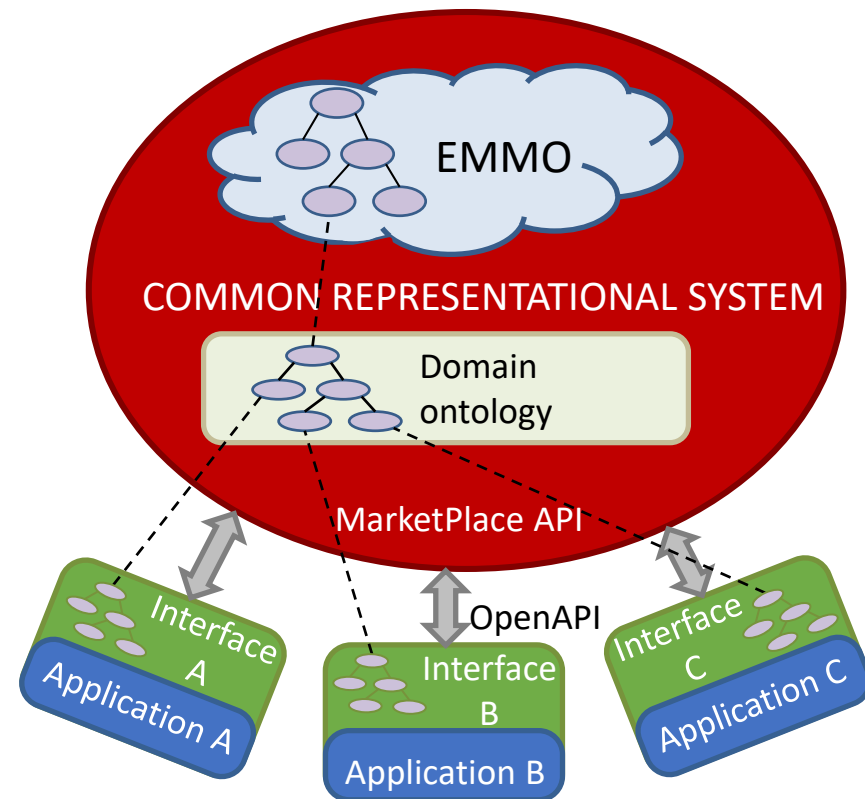 EMMO
COMMON REPRESENTATIONAL SYSTEM
Domain
ontology
MarketPlace API
OpenAPI
Interface
A
Application A
Interface
B
Application B
Interface
C
Application C